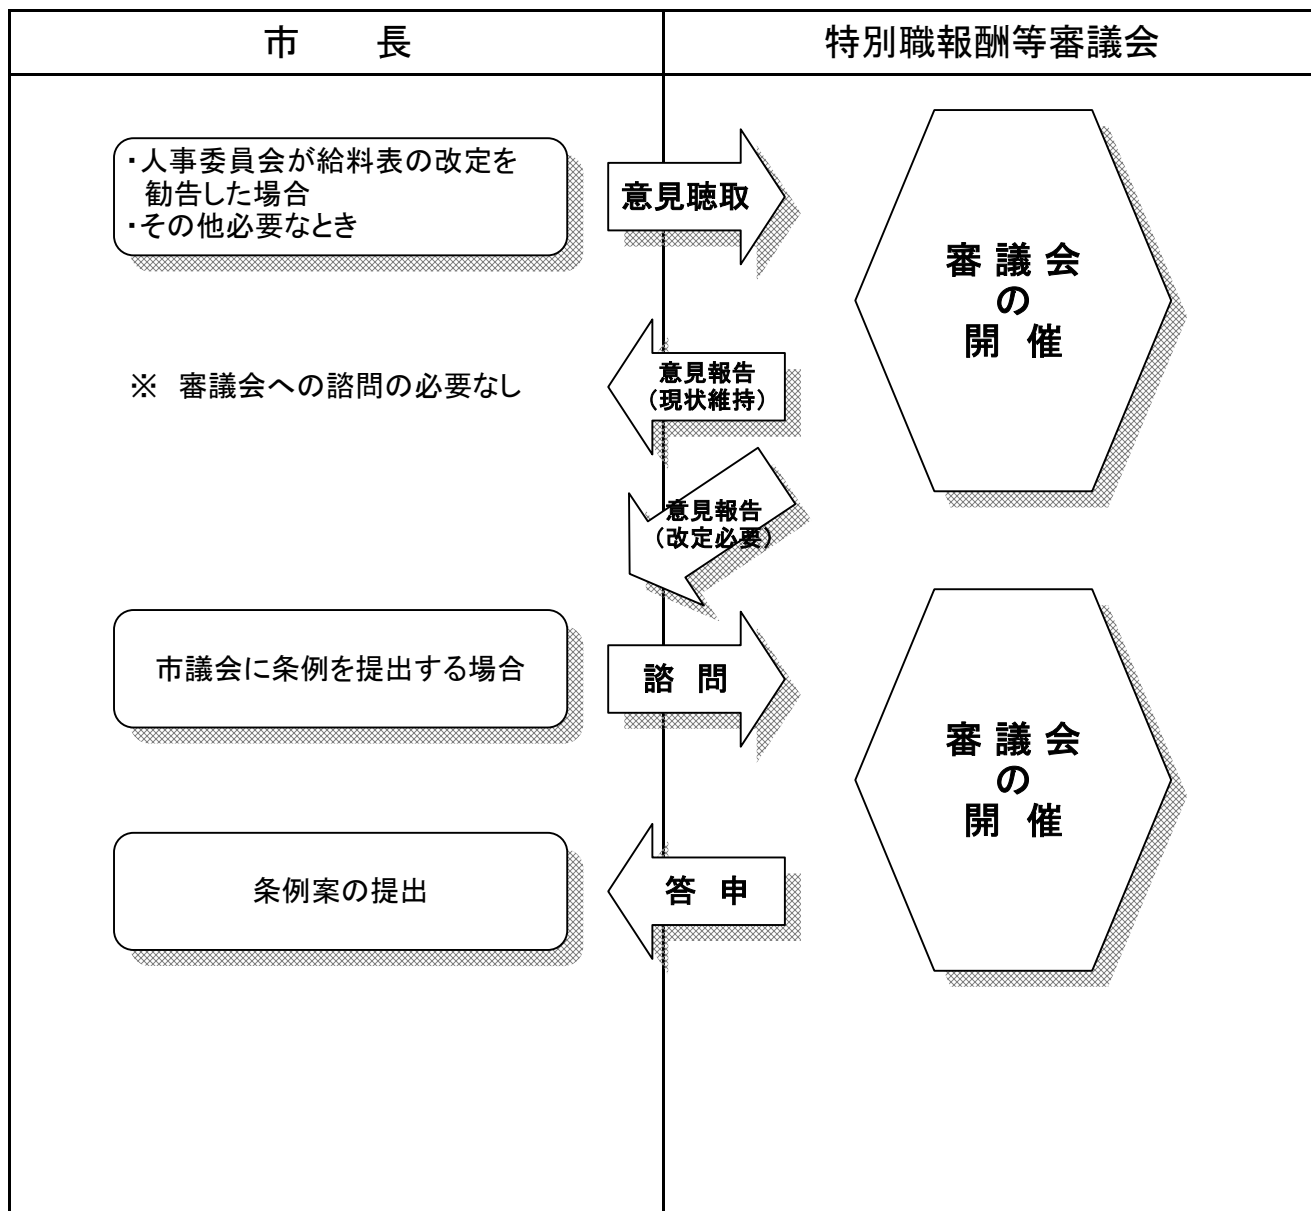 市　　長
特別職報酬等審議会
・人事委員会が給料表の改定を
勧告した場合
・その他必要なとき
意見聴取
審 議 会
の
開 催
意見報告
（現状維持）
※ 審議会への諮問の必要なし
意見報告
（改定必要）
市議会に条例を提出する場合
諮 問
審 議 会
の
開 催
答 申
条例案の提出